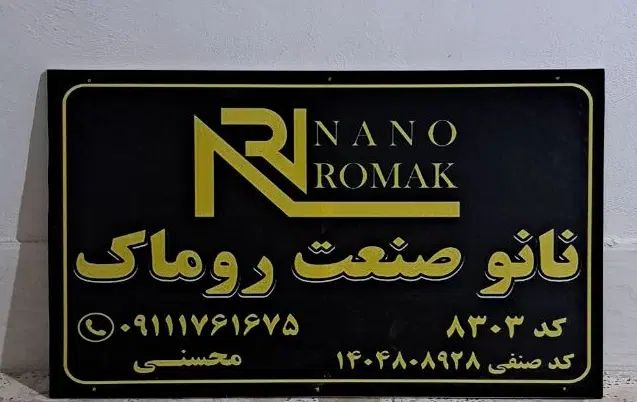 NANO
ROMAK
نانو صنعت روماک
کد ۸۳۰۳
۰۹۱۱۱۷۶۱۶۷۵
کد صنفی ۱۴۰۴۸۰۸۹۲۸
محسنی